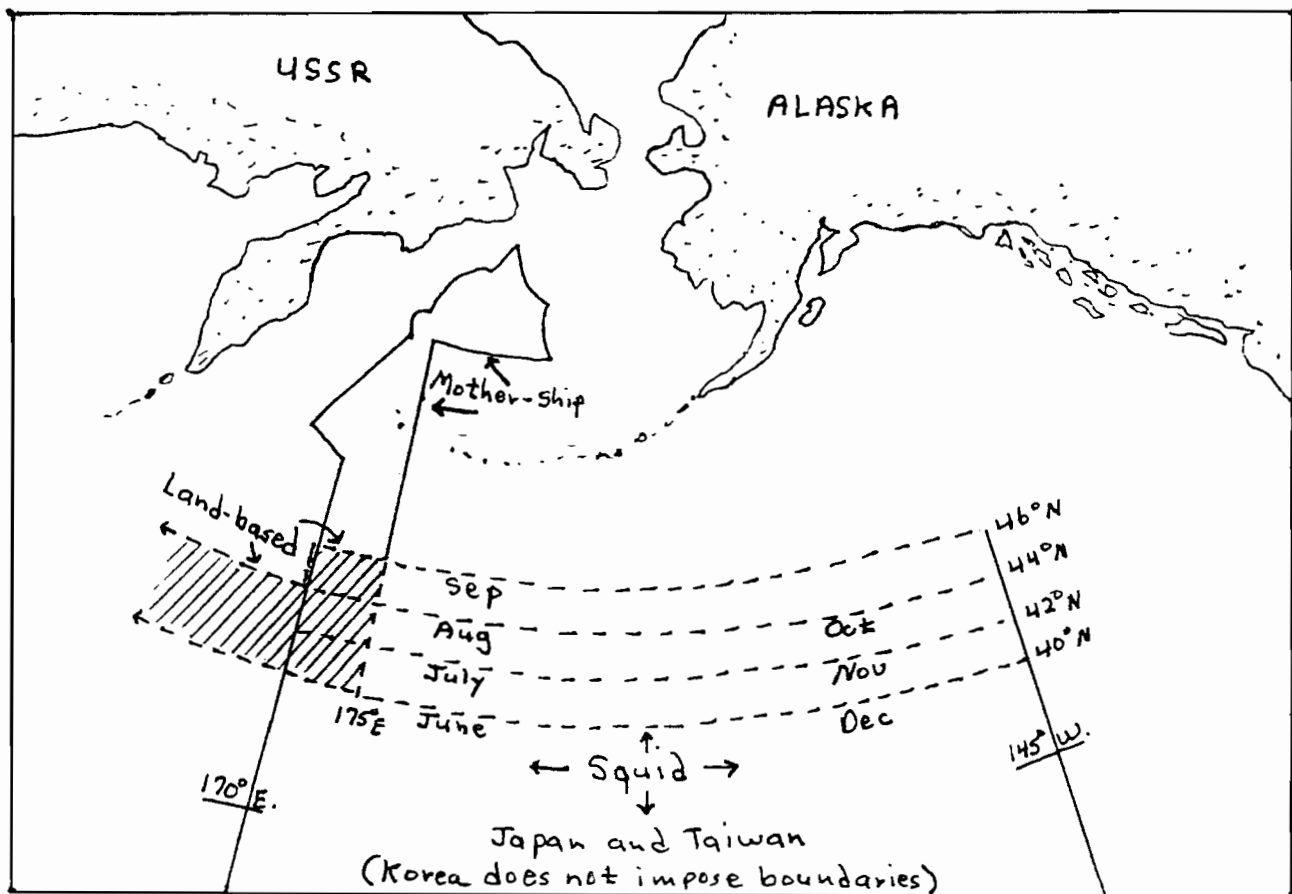 USSR
ALASKA
Mother-ship
Land-based
46° N
44° N
42° N
40° N
Sep
Aug
Oct
July
Nov
175°E
June
Dec
← Squid →
145° W.
170° E.
Japan and Taiwan
(Korea does not impose boundaries)